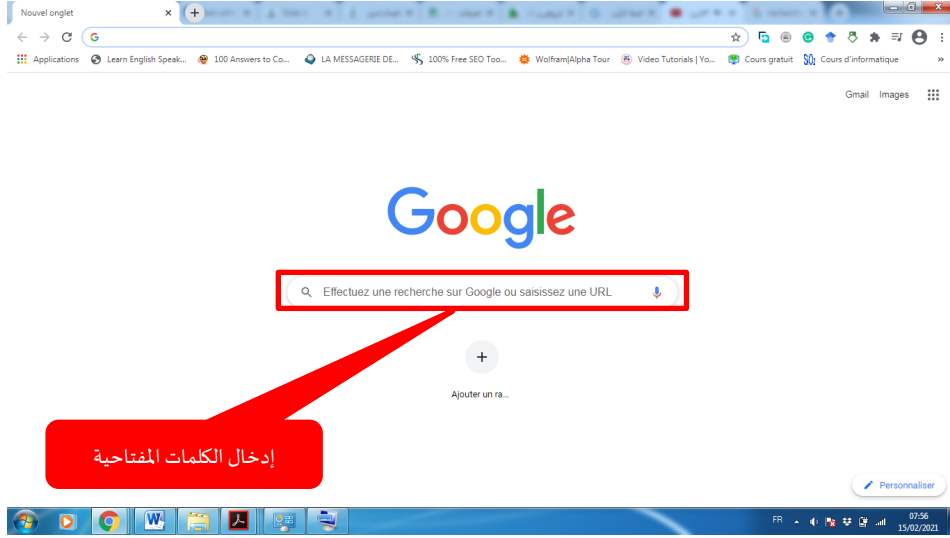 Nouvel onglet
G
Applications
Learn English Speak...
100 Answers to Co...
LA MESSAGERIE DE...
100% Free SEO Too...
Wolfram|Alpha Tour
Video Tutorials | Yo...
Cours gratuit
Cours d'informatique
»
Gmail Images
Google
Effectuez une recherche sur Google ou saisissez une URL
Ajouter un ra...
إدخال الكلمات المفتاحية
Personnaliser
FR
07:56
15/02/2021